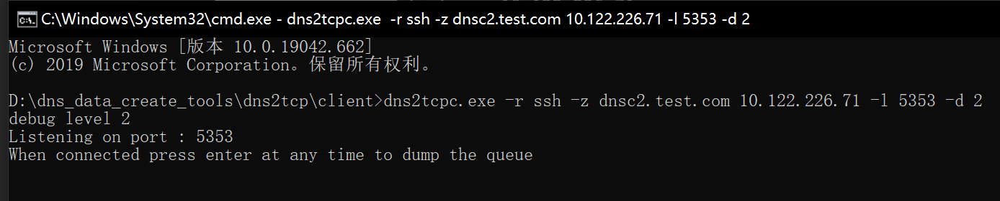 C:\Windows\System32\cmd.exe - dns2tcpc.exe  -r ssh -z dnsc2.test.com 10.122.226.71 -l 5353 -d 2
Microsoft Windows [版本 10.0.19042.662]
(c) 2019 Microsoft Corporation。保留所有权利。
D:\dns_data_create_tools\dns2tcp\client>dns2tcpc.exe -r ssh -z dnsc2.test.com 10.122.226.71 -l 5353 -d 2
debug level 2
Listening on port : 5353
When connected press enter at any time to dump the queue